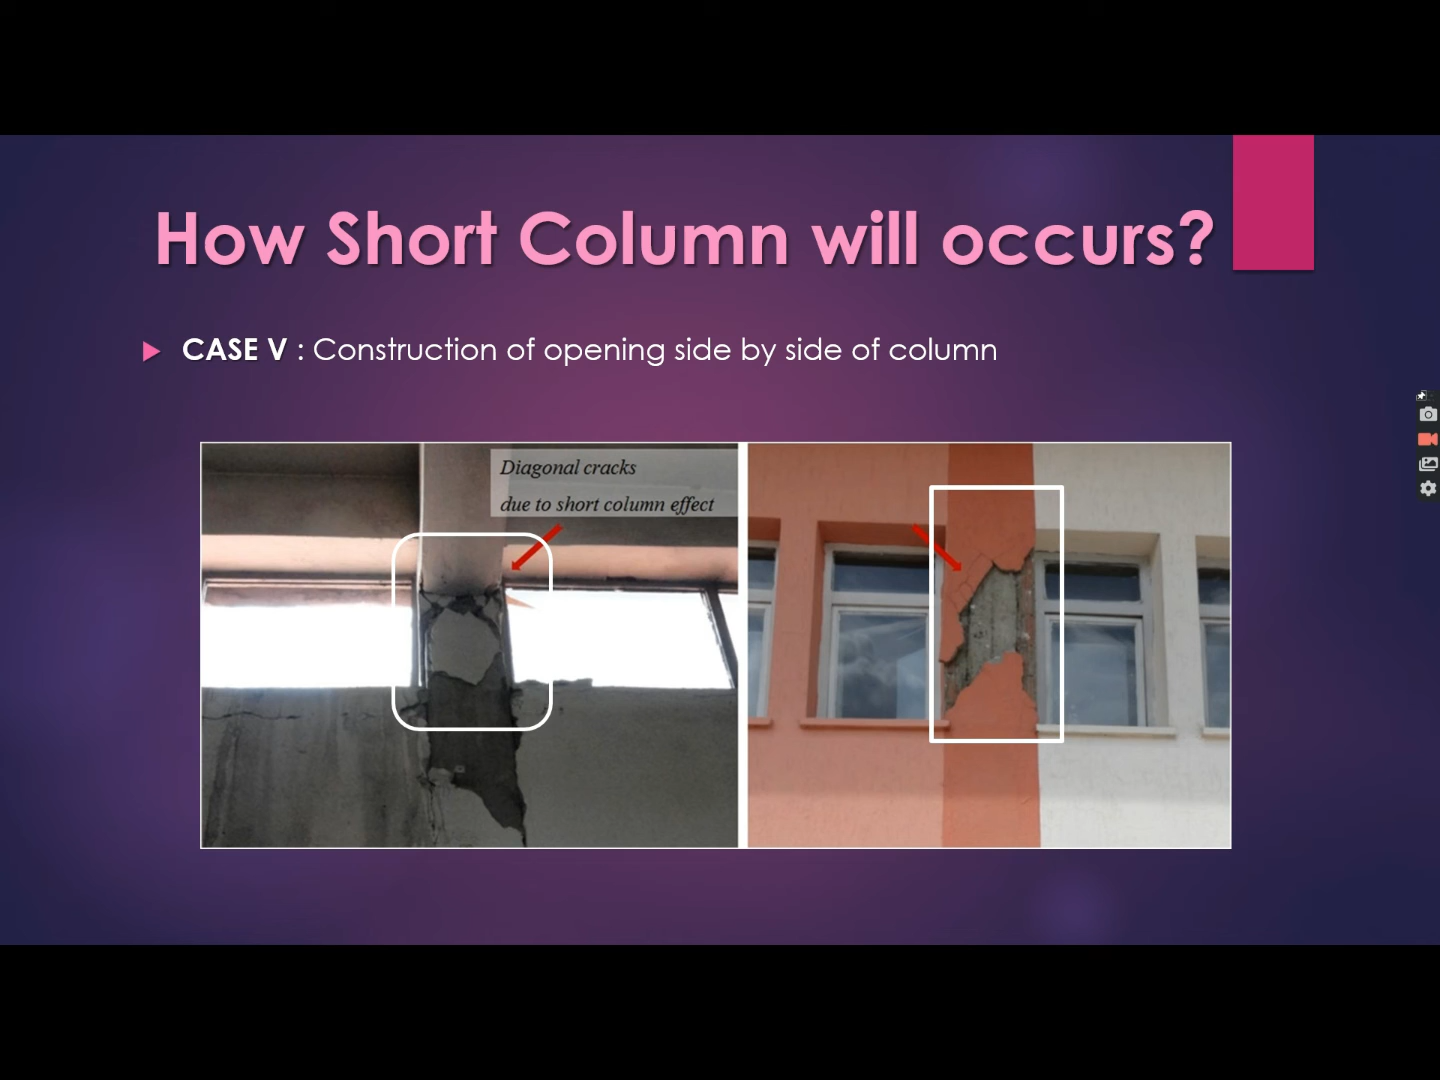 How Short Column will occurs?
CASE V : Construction of opening side by side of column
Diagonal cracks
due to short column effect